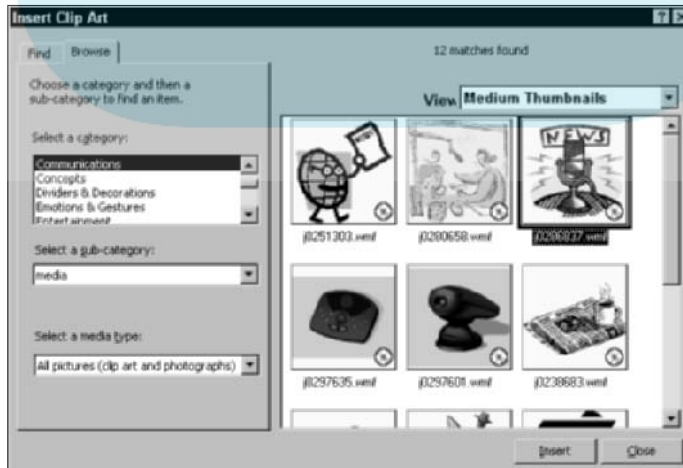 Insert Clip Art
Find Browse
12 matches found
Choose a category and then a
sub-category to find an item.
View Medium Thumbnails
Select a category:
Communications
Concepts
Dividers & Decorations
Emotions & Gestures
Entertainment
Select a sub-category:
media
Select a media type:
All pictures (clip art and photographs)
NEWS
j0251303.wmf j0280658.wmf j0286837.wmf
j0297635.wmf j0297601.wmf j0238683.wmf
Insert Close